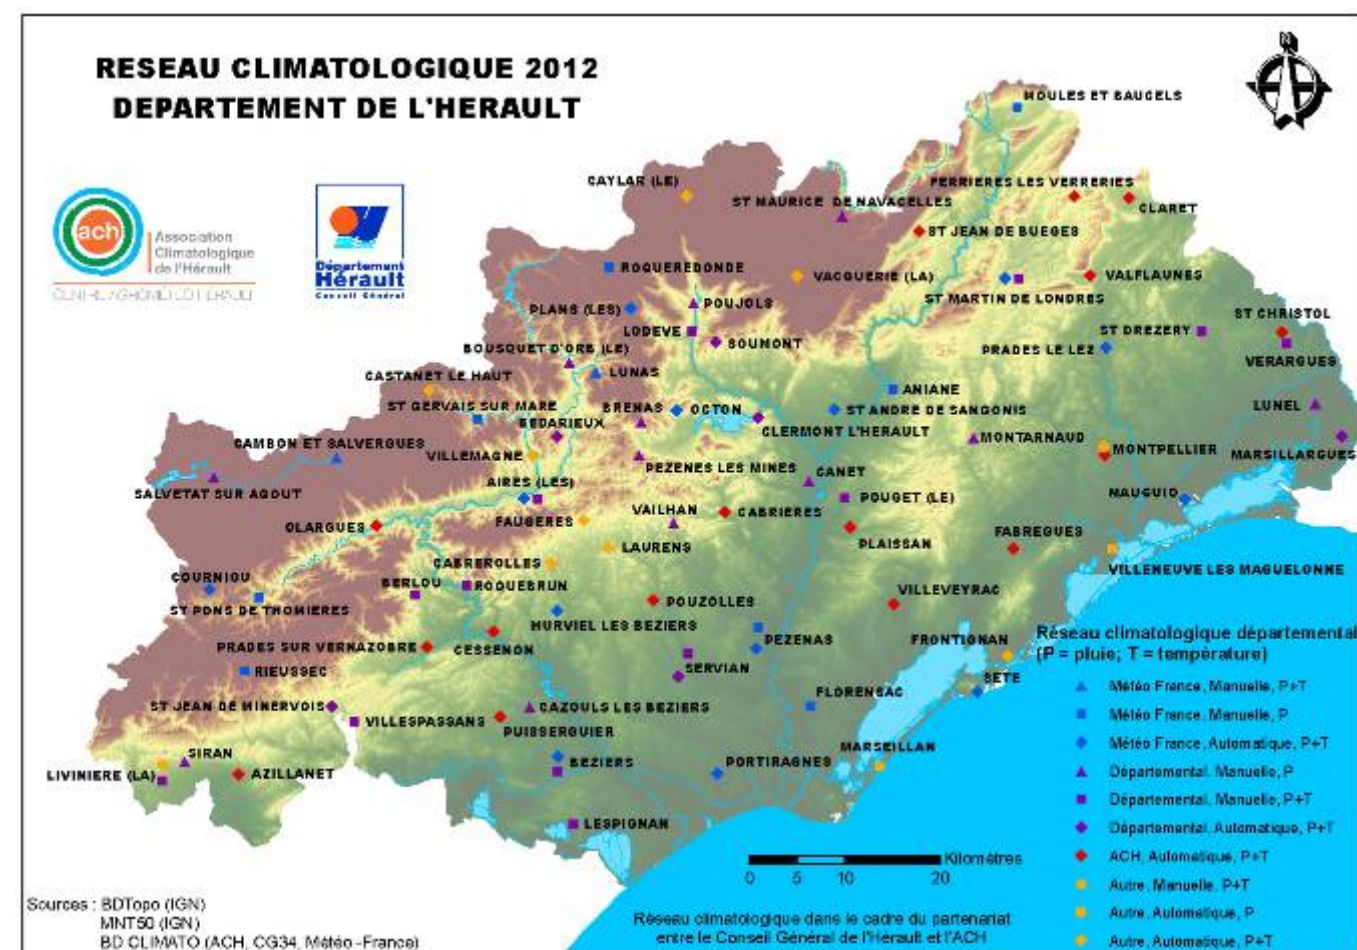 RESEAU CLIMATOLOGIQUE 2012
DEPARTEMENT DE L'HERAULT
N
ach
Association
Climatologique
de l'Hérault
CENTRE AGROMÉTÉO HÉRAULT
Département
Hérault
Conseil Général
MOULES ET BAUGELS
CAYLAR (LE)
FERRIERES LES VERRERIES
ST MAURICE DE NAVACELLES
CLARET
ST JEAN DE BUEGES
ROQUEREDONDE
VACQUERIE (LA)
VALFLAUNES
ST MARTIN DE LONDRES
PLANS (LES)
POUJOLS
ST CHRISTOL
LODEVE
SOUMONT
ST DREZERY
BOUSQUET D'ORB (LE)
PRADES LE LEZ
VERARGUES
CASTANET LE HAUT
LUNAS
ANIANE
ST GERVAIS SUR MARE
BRENAS
OCTON
ST ANDRE DE SANGONIS
LUNEL
BEDARIEUX
CLERMONT L'HERAULT
CAMBON ET SALVERGUES
MONTARNAUD
MONTPELLIER
VILLEMAGNE
PEZENES LES MINES
MARSILLARGUES
CANET
AIRES (LES)
SALVETAT SUR AGOUT
POUGET (LE)
MAUGUIO
OLARGUES
FAUGERES
VAILHAN
CABRIERES
FABREGUES
LAURENS
PLAISSAN
CABREROLLES
VILLENEUVE LES MAGUELONNE
COURNIOU
BERLOU
ROQUEBRUN
VILLEVEYRAC
ST PONS DE THOMIERES
POUZOLLES
MURVIEL LES BEZIERS
PRADES SUR VERNAZOBRE
CESSENON
PEZENAS
FRONTIGNAN
Réseau climatologique départemental
(P = pluie; T = température)
RIEUSSEC
SERVIAN
SETE
Météo France, Manuelle, P+T
ST JEAN DE MINERVOIS
CAZOULS LES BEZIERS
FLORENSAC
Météo France, Manuelle, P
VILLESPASSANS
PUISSERGUIER
Météo France, Automatique, P+T
SIRAN
MARSEILLAN
LIVINIERE (LA)
AZILLANET
BEZIERS
PORTIRAGNES
Départemental, Manuelle, P
Départemental, Manuelle, P+T
LESPIGNAN
Départemental, Automatique, P+T
Kilomètres
0 5 10 20
ACH, Automatique, P+T
Autre, Manuelle, P+T
Autre, Automatique, P
Autre, Automatique, P+T
Sources : BDTopo (IGN)
MNT50 (IGN)
BD CLIMATO (ACH, CG34, Météo -France)
Réseau climatologique dans le cadre du partenariat
entre le Conseil Général de l'Hérault et l'ACH